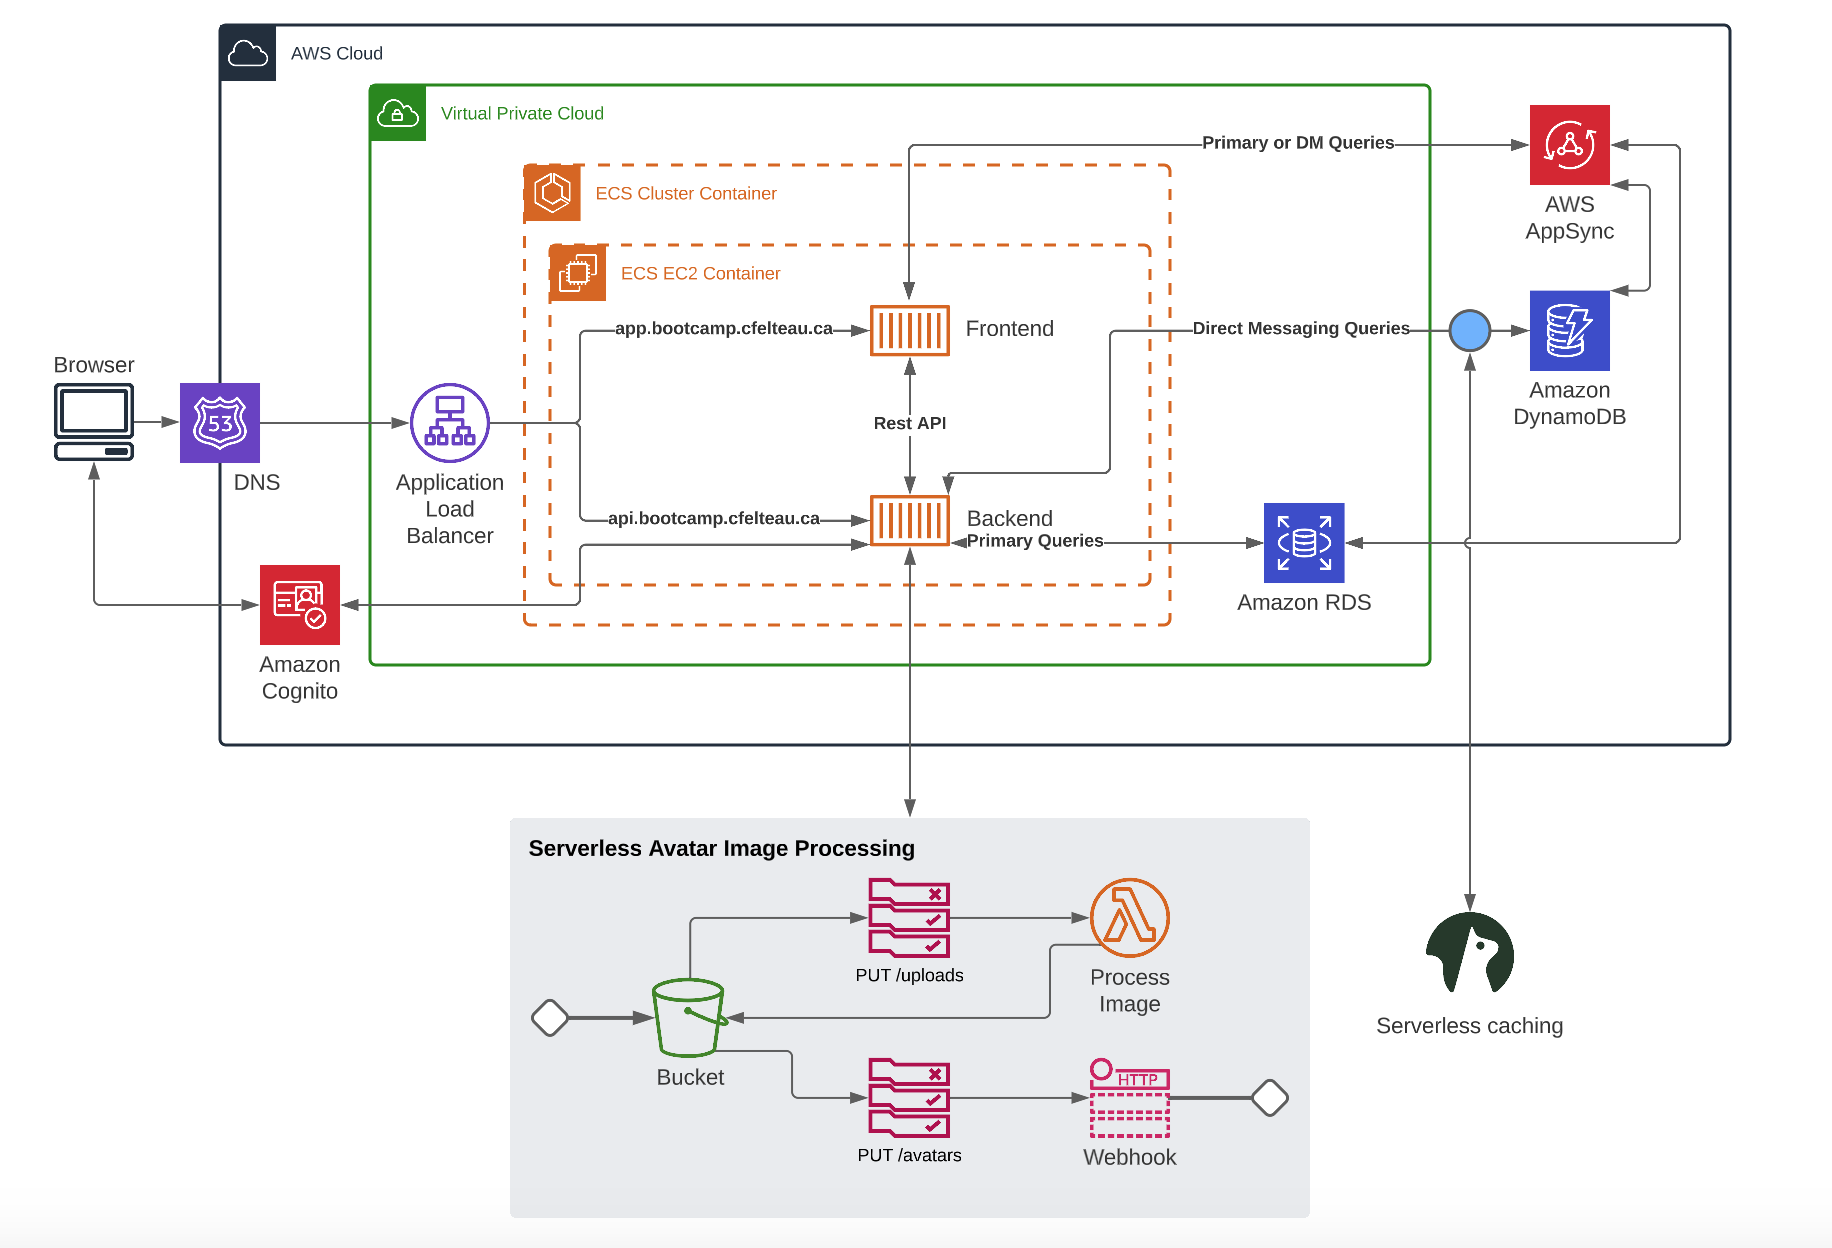 AWS Cloud
Virtual Private Cloud
Primary or DM Queries
ECS Cluster Container
AWS
AppSync
ECS EC2 Container
app.bootcamp.cfelteau.ca
Frontend
Direct Messaging Queries
Browser
53
Amazon
DynamoDB
Rest API
DNS
Application
Load
Balancer
api.bootcamp.cfelteau.ca
Backend
Primary Queries
Amazon RDS
Amazon
Cognito
Serverless Avatar Image Processing
PUT /uploads
Process
Image
Serverless caching
Bucket
HTTP
PUT /avatars
Webhook